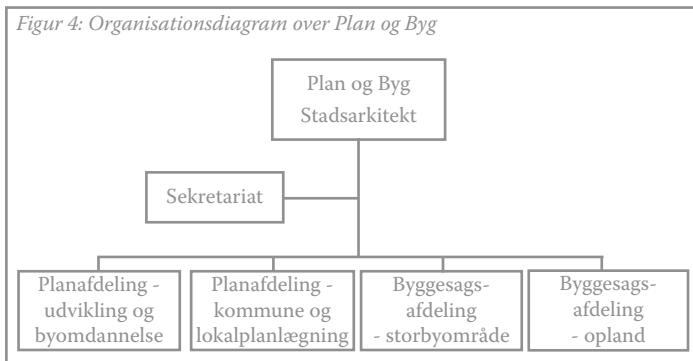 Figur 4: Organisationsdiagram over Plan og Byg
Plan og Byg
Stadsarkitekt
Sekretariat
Planafdeling -
udvikling og
byomdannelse
Planafdeling -
kommune og
lokalplanlægning
Byggesags-
afdeling
- storbyområde
Byggesags-
afdeling
- opland